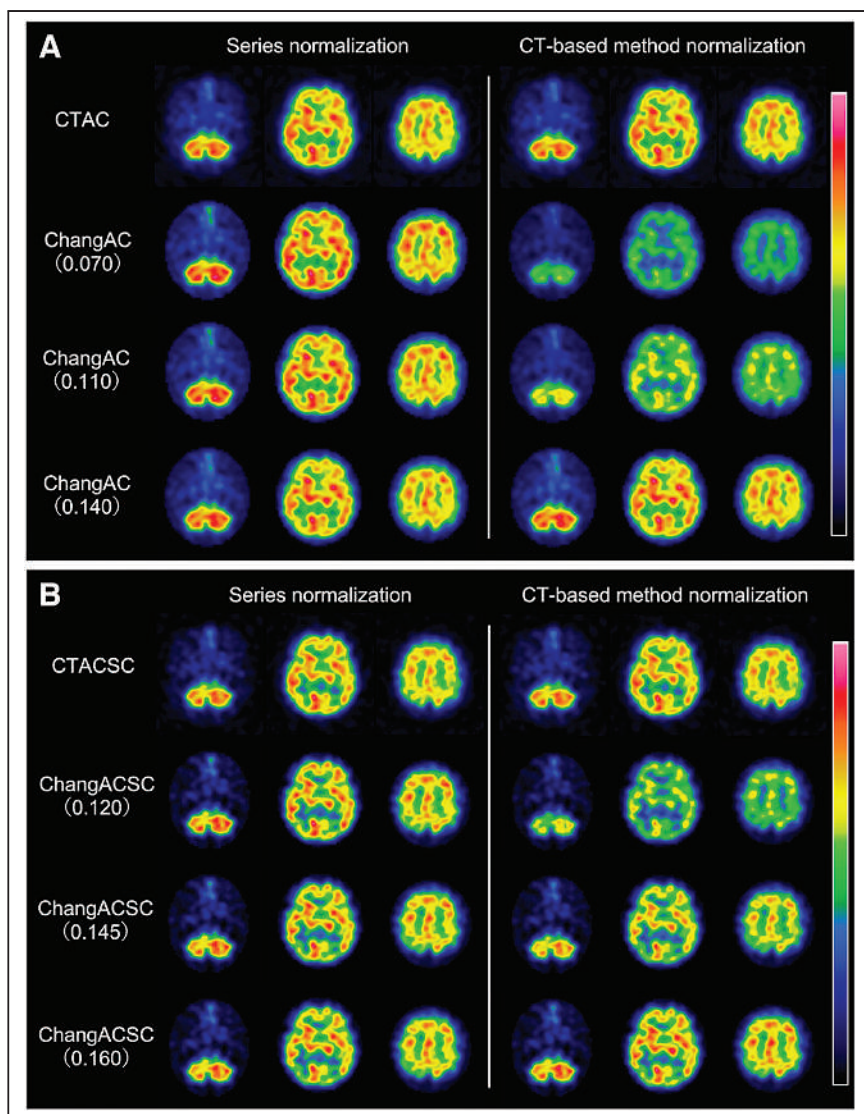 A
Series normalization
CT-based method normalization
CTAC
ChangAC
(0.070)
ChangAC
(0.110)
ChangAC
(0.140)
B
Series normalization
CT-based method normalization
CTACSC
ChangACSC
(0.120)
ChangACSC
(0.145)
ChangACSC
(0.160)